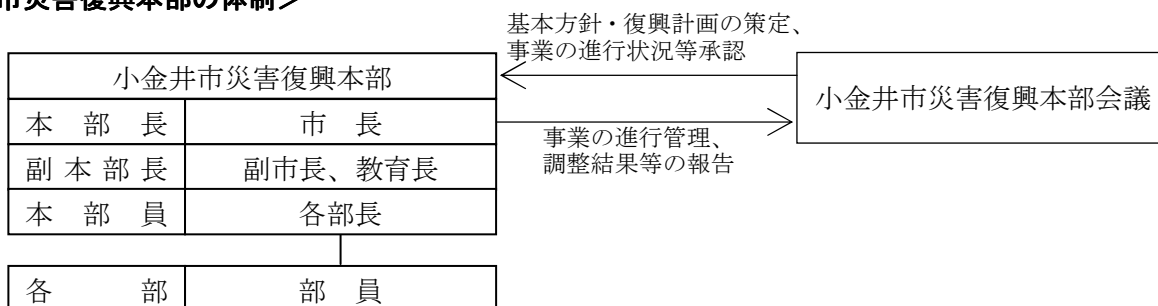 市災害復興本部の体制＞
基本方針・復興計画の策定、
事業の進行状況等承認
小金井市災害復興本部
小金井市災害復興本部会議
本　部　長　市　長
事業の進行管理、
調整結果等の報告
副本部長　副市長、教育長
本　部　員　各部長
各　　　部　部　員